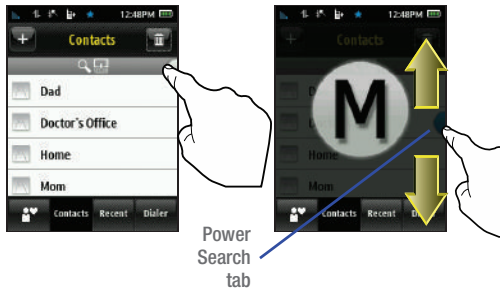 12:48PM
Contacts
Dad
Doctor's Office
Home
Mom
Contacts Recent Dialer
12:48PM
Contacts
D
D
Home
Mom
M
Contacts Recent Dialer
Power
Search
tab